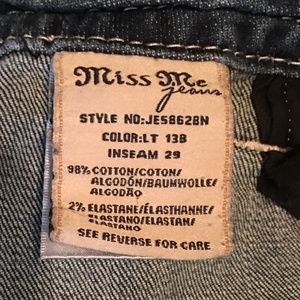 Miss Me
jeans
STYLE NO:JE5862BN
COLOR:LT 13B
INSEAM 29
98% COTTON/COTON/
ALGODÓN/BAUMWOLLE/
ALGODÃO
2% ELASTANE/ÉLASTHANNE/
ELASTANO/ELASTAN/
ELASTANO
SEE REVERSE FOR CARE